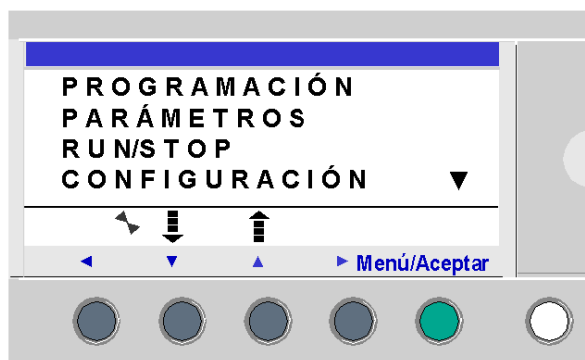 PROGRAMACIÓN
PARÁMETROS
RUN/STOP
CONFIGURACIÓN
Menú/Aceptar